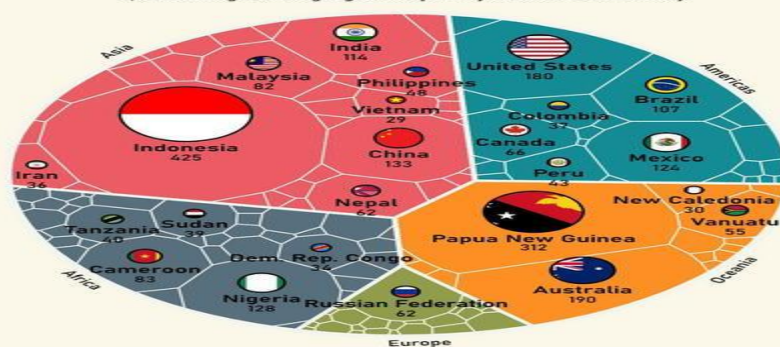 Asia
India
114
Malaysia
82
Philippines
48
Vietnam
29
Indonesia
425
China
133
Iran
36
Nepal
62
Americas
United States
180
Brazil
107
Colombia
37
Canada
66
Mexico
124
Peru
43
Africa
Tanzania
40
Sudan
39
Dem. Rep. Congo
34
Cameroon
83
Nigeria
128
Europe
Russian Federation
62
Oceania
New Caledonia
30
Vanuatu
55
Papua New Guinea
312
Australia
190